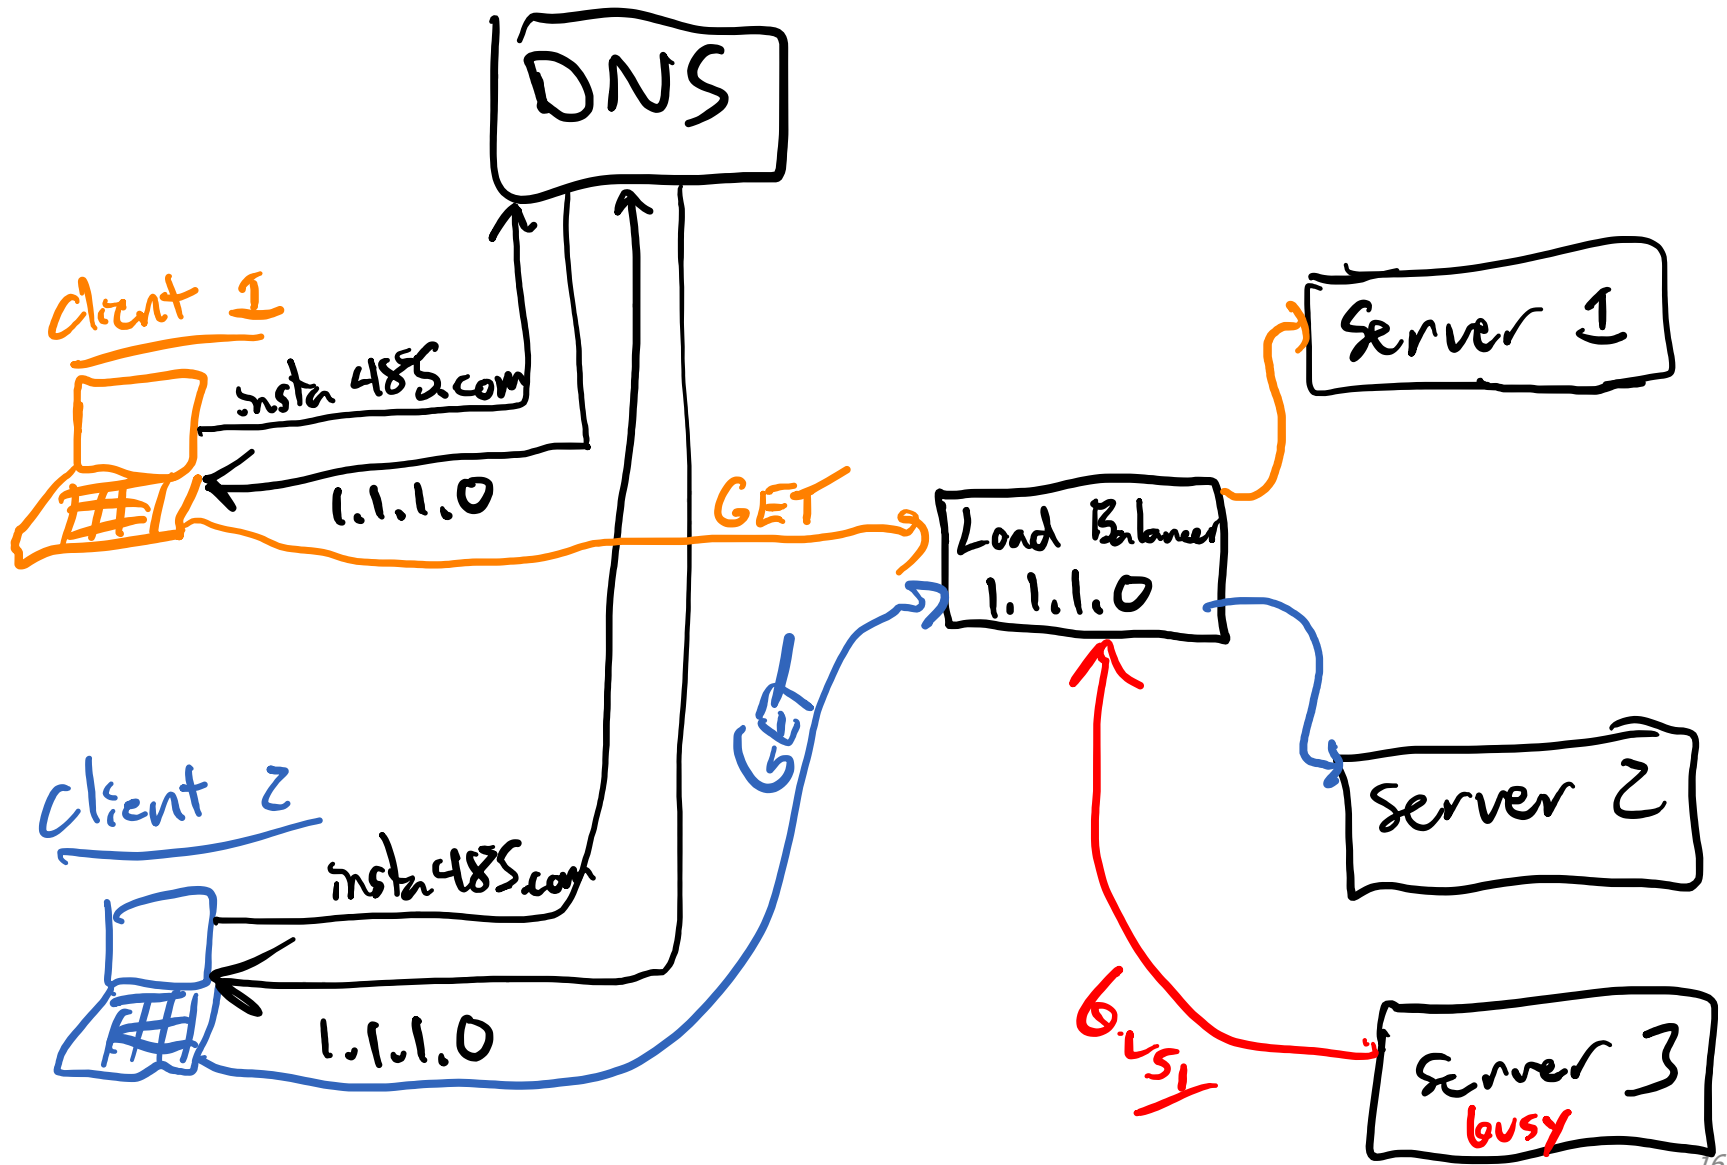 DNS
client 1
insta485.com
1.1.1.0
GET
Load Balancer
1.1.1.0
server 1
client 2
insta485.com
1.1.1.0
GET
server 2
busy
server 3
busy
16